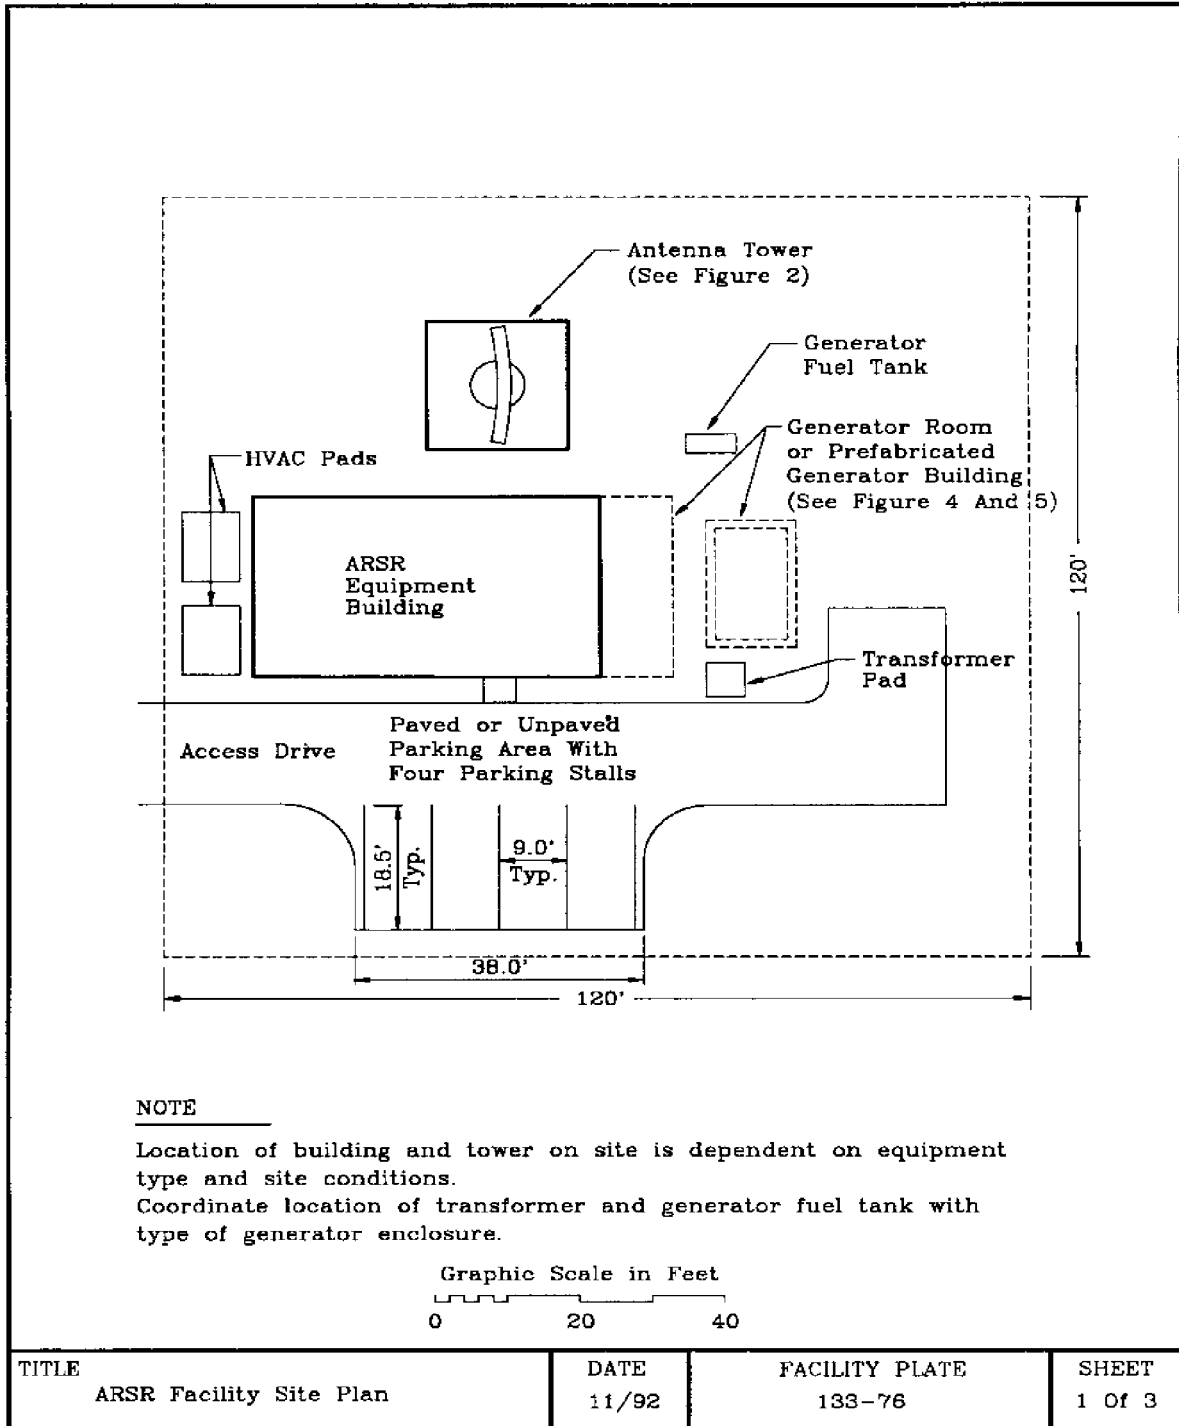 Antenna Tower
(See Figure 2)
Generator
Fuel Tank
Generator Room
or Prefabricated
Generator Building
(See Figure 4 And 5)
HVAC Pads
ARSR
Equipment
Building
120'
Transformer
Pad
Paved or Unpaved
Parking Area With
Four Parking Stalls
Access Drive
18.5'
Typ.
9.0'
Typ.
38.0'
120'
NOTE
Location of building and tower on site is dependent on equipment
type and site conditions.
Coordinate location of transformer and generator fuel tank with
type of generator enclosure.
Graphic Scale in Feet
0 20 40
TITLE
ARSR Facility Site Plan
DATE
11/92
FACILITY PLATE
133-76
SHEET
1 Of 3